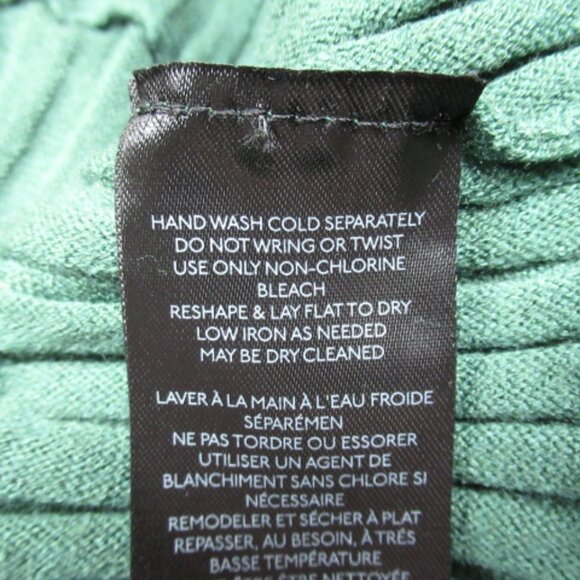 HAND WASH COLD SEPARATELY
DO NOT WRING OR TWIST
USE ONLY NON-CHLORINE
BLEACH
RESHAPE & LAY FLAT TO DRY
LOW IRON AS NEEDED
MAY BE DRY CLEANED
LAVER À LA MAIN À L'EAU FROIDE
SÉPARÉMEN
NE PAS TORDRE OU ESSORER
UTILISER UN AGENT DE
BLANCHIMENT SANS CHLORE SI
NÉCESSAIRE
REMODELER ET SÉCHER À PLAT
REPASSER, AU BESOIN, À TRÈS
BASSE TEMPÉRATURE
ÊTRE NETTOYÉE